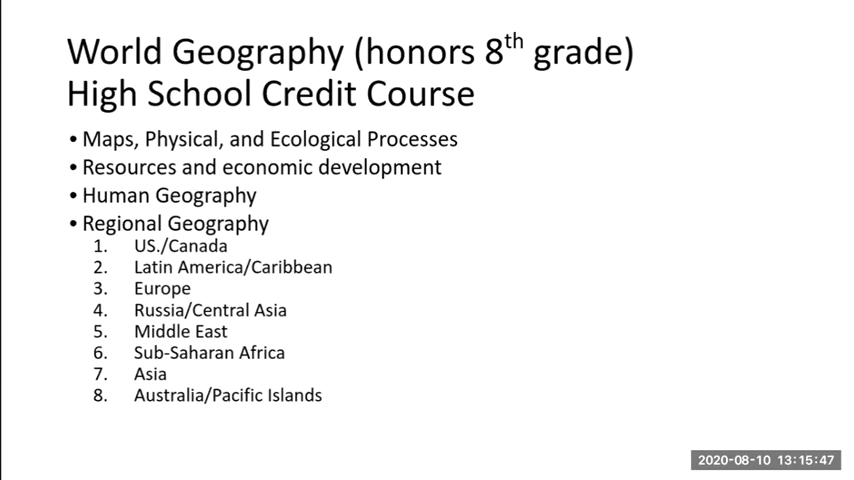 World Geography (honors 8th grade)
High School Credit Course
• Maps, Physical, and Ecological Processes
• Resources and economic development
• Human Geography
• Regional Geography
1. US./Canada
2. Latin America/Caribbean
3. Europe
4. Russia/Central Asia
5. Middle East
6. Sub-Saharan Africa
7. Asia
8. Australia/Pacific Islands
2020-08-10 13:15:47